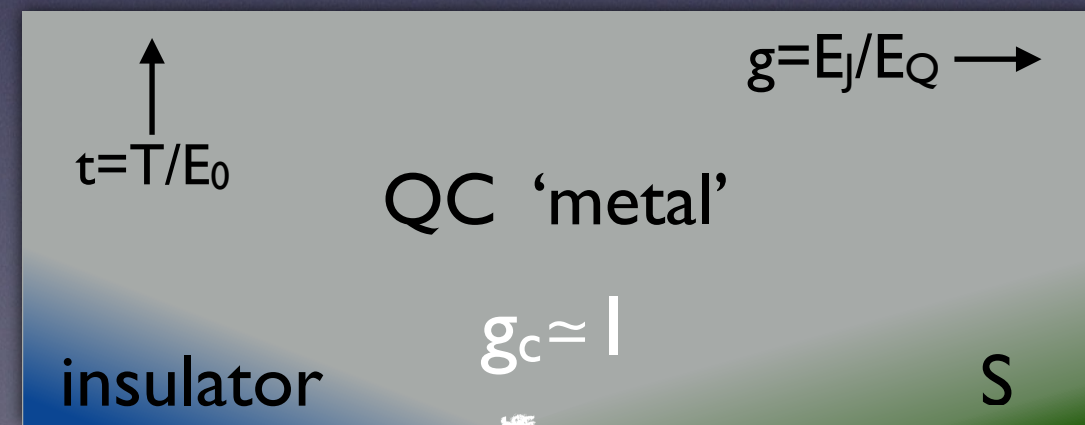 g=EJ/EQ
t=T/E0
QC ‘metal’
gc≃1
insulator
S